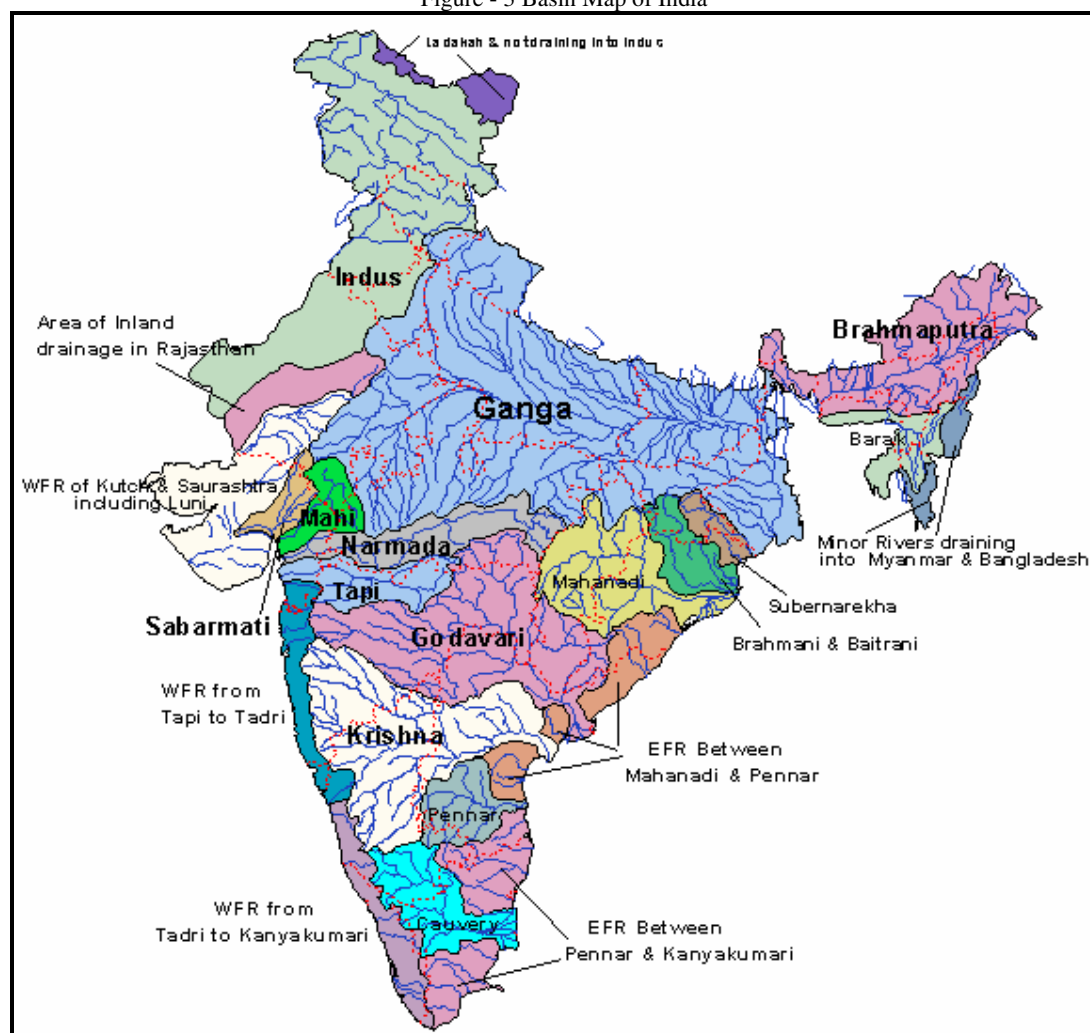 Figure - 3 Basin Map of India
Ladakah & notdraining into Induc
Indus
Area of Inland
drainage in Rajasthan
Brahmaputra
Ganga
Barak
WFR of Kutch & Saurashtra
including Luni
Mahi
Narmada
Minor Rivers draining
into Myanmar & Bangladesh
Tapi
Mahanadi
Subernarekha
Sabarmati
Godavari
Brahmani & Baitrani
WFR from
Tapi to Tadri
Krishna
EFR Between
Mahanadi & Pennar
Pennar
WFR from
Tadri to Kanyakumari
Cauvery
EFR Between
Pennar & Kanyakumari